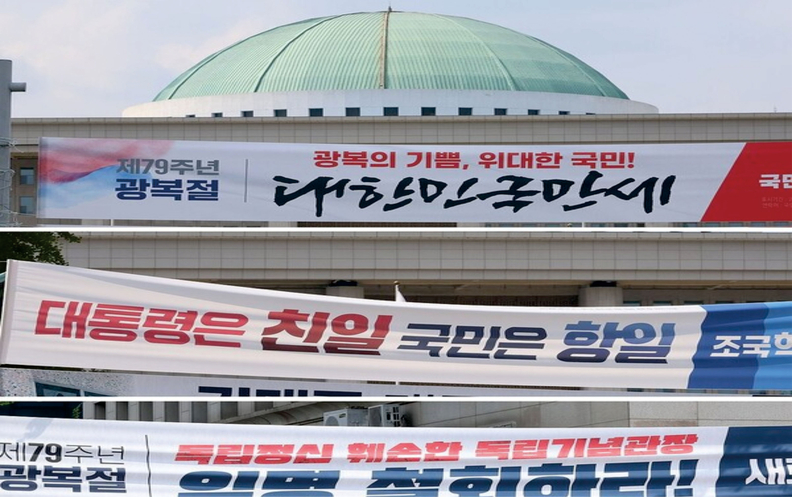 제79주년
광복절
광복의 기쁨, 위대한 국민!
대한민국만세
국민
대통령은 친일 국민은 항일
조국혁
제79주년
광복절
독립정신 훼손한 독립기념관장
임명 철회하라!
새로